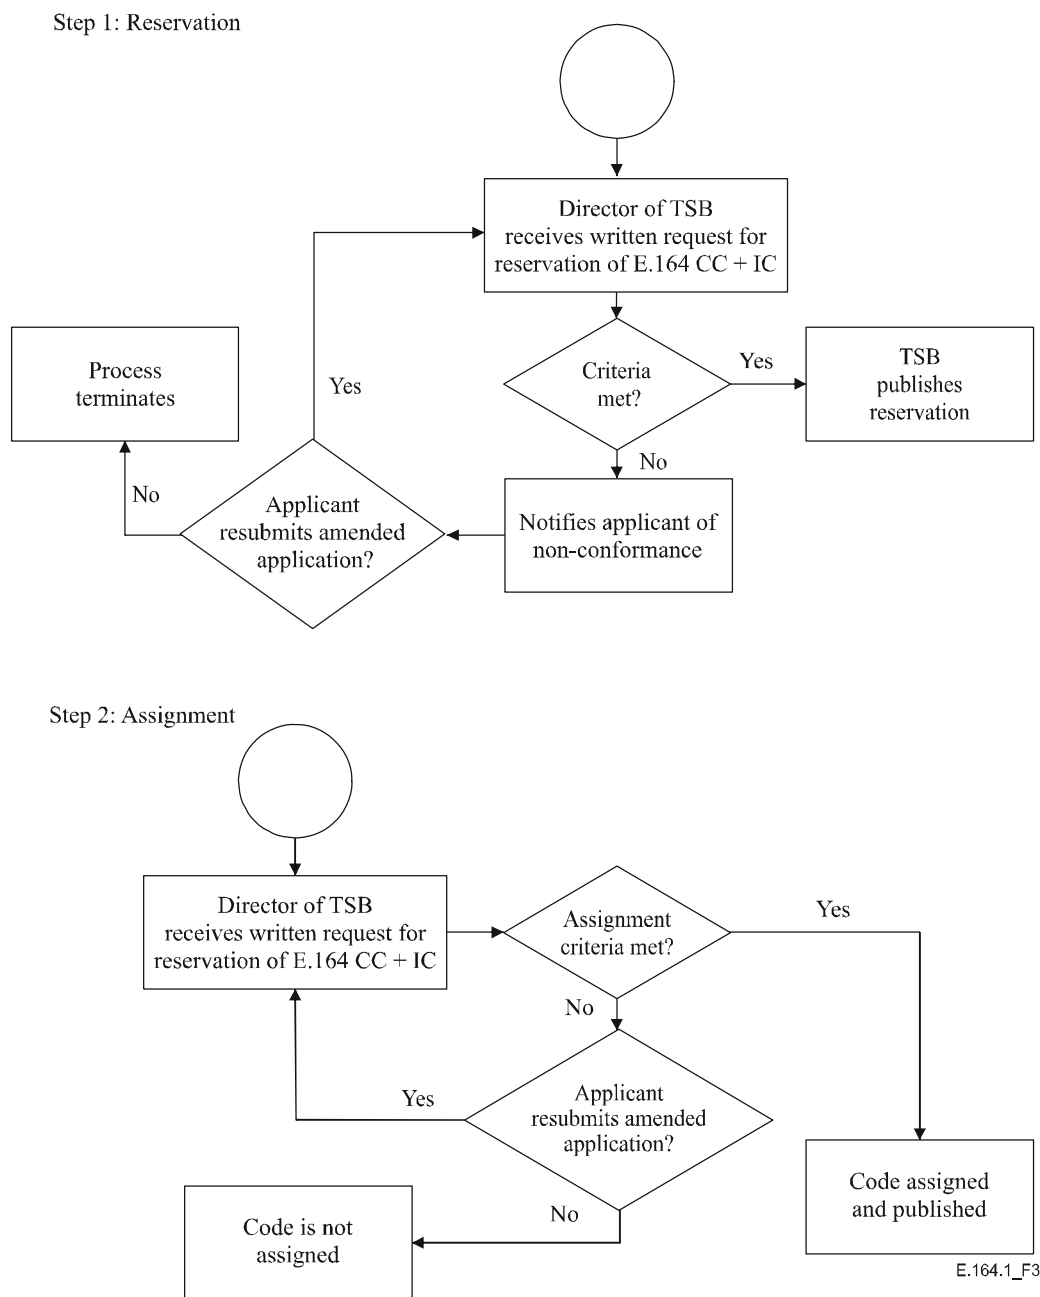 Step 1: Reservation
Director of TSB
receives written request for
reservation of E.164 CC + IC
Process
terminates
Yes
Criteria
met?
Yes
TSB
publishes
reservation
No
No
Applicant
resubmits amended
application?
Notifies applicant of
non-conformance
Step 2: Assignment
Director of TSB
receives written request for
reservation of E.164 CC + IC
Assignment
criteria met?
Yes
No
Yes
Applicant
resubmits amended
application?
No
Code is not
assigned
Code assigned
and published
E.164.1_F3